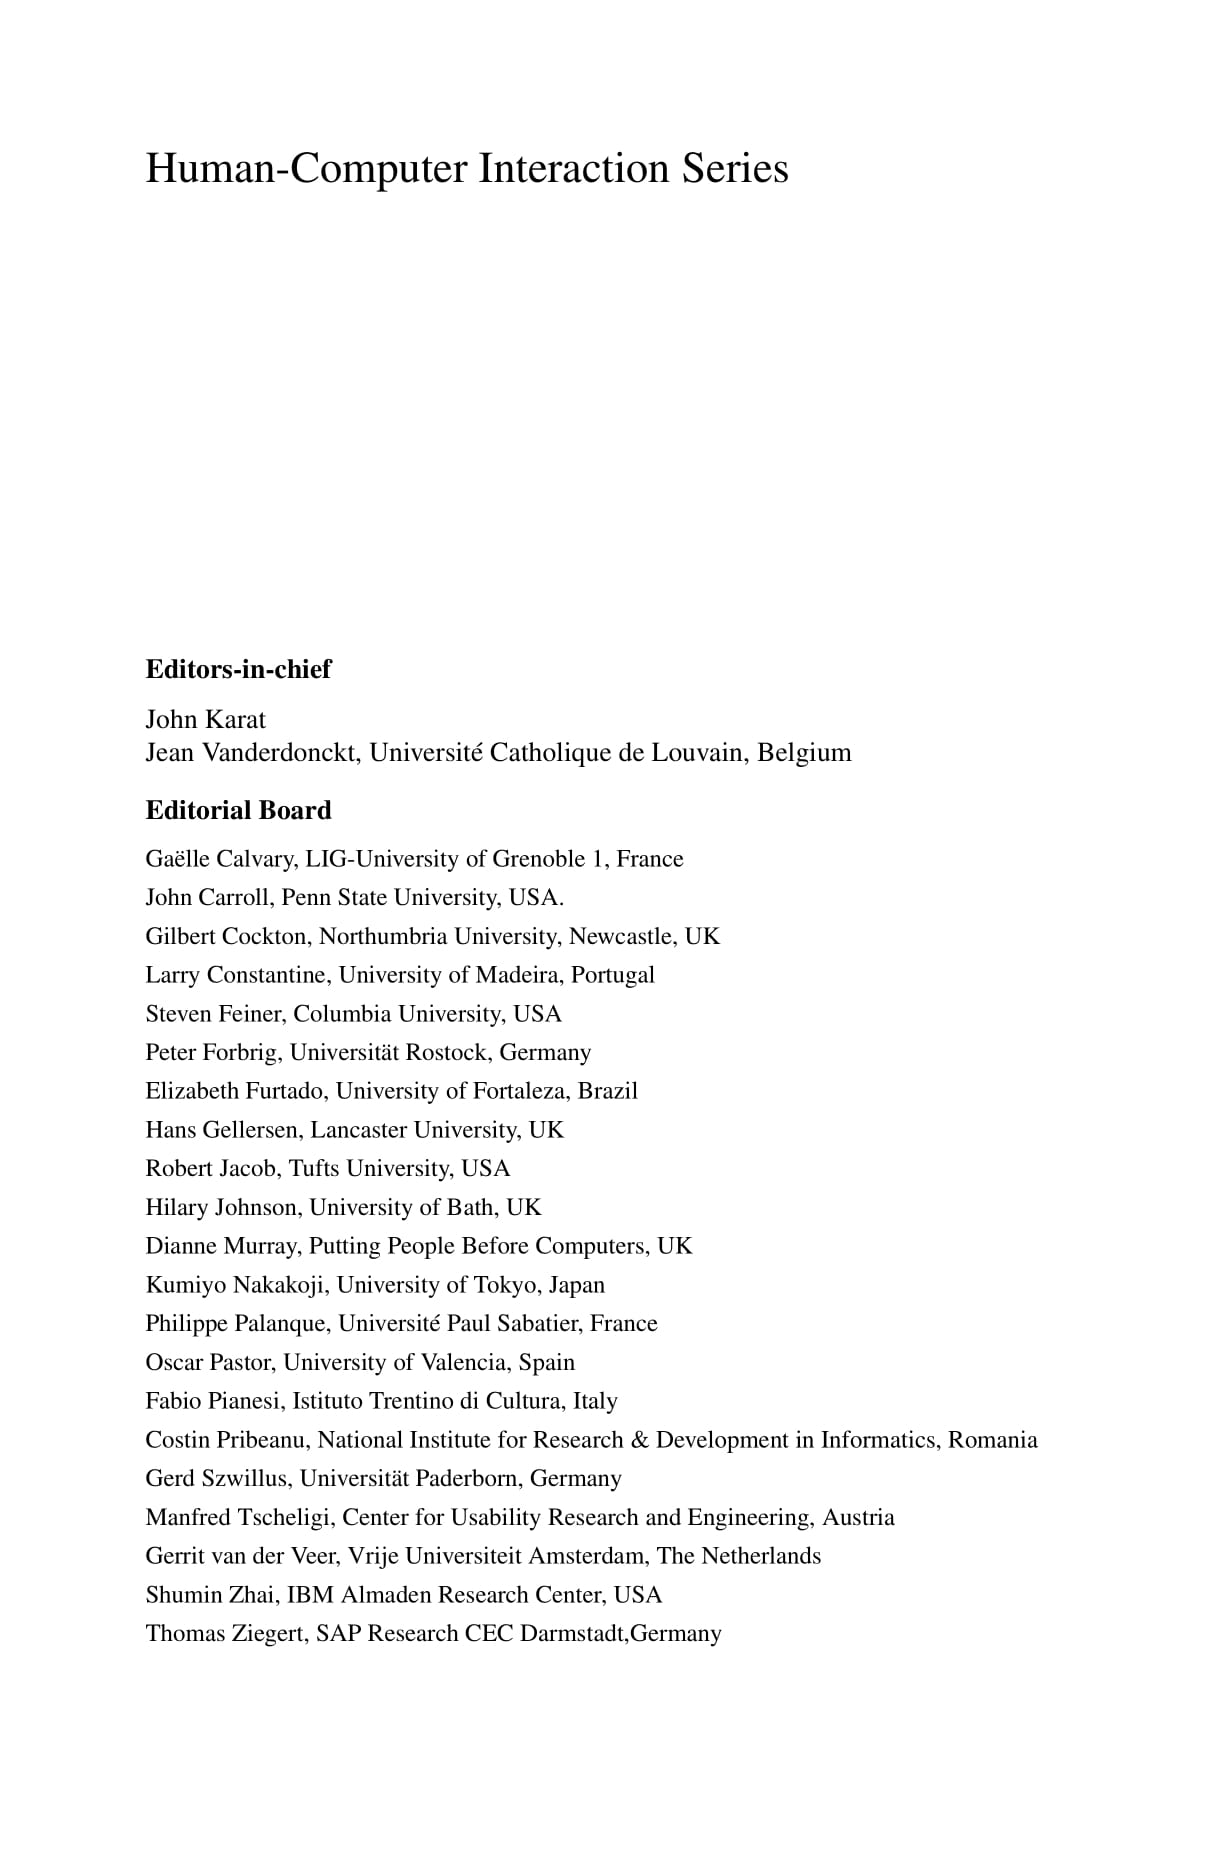 Human-Computer Interaction Series
Editors-in-chief
John Karat
Jean Vanderdonckt, Université Catholique de Louvain, Belgium
Editorial Board
Gaëlle Calvary, LIG-University of Grenoble 1, France
John Carroll, Penn State University, USA.
Gilbert Cockton, Northumbria University, Newcastle, UK
Larry Constantine, University of Madeira, Portugal
Steven Feiner, Columbia University, USA
Peter Forbrig, Universität Rostock, Germany
Elizabeth Furtado, University of Fortaleza, Brazil
Hans Gellersen, Lancaster University, UK
Robert Jacob, Tufts University, USA
Hilary Johnson, University of Bath, UK
Dianne Murray, Putting People Before Computers, UK
Kumiyo Nakakoji, University of Tokyo, Japan
Philippe Palanque, Université Paul Sabatier, France
Oscar Pastor, University of Valencia, Spain
Fabio Pianesi, Istituto Trentino di Cultura, Italy
Costin Pribeanu, National Institute for Research & Development in Informatics, Romania
Gerd Szwillus, Universität Paderborn, Germany
Manfred Tscheligi, Center for Usability Research and Engineering, Austria
Gerrit van der Veer, Vrije Universiteit Amsterdam, The Netherlands
Shumin Zhai, IBM Almaden Research Center, USA
Thomas Ziegert, SAP Research CEC Darmstadt,Germany